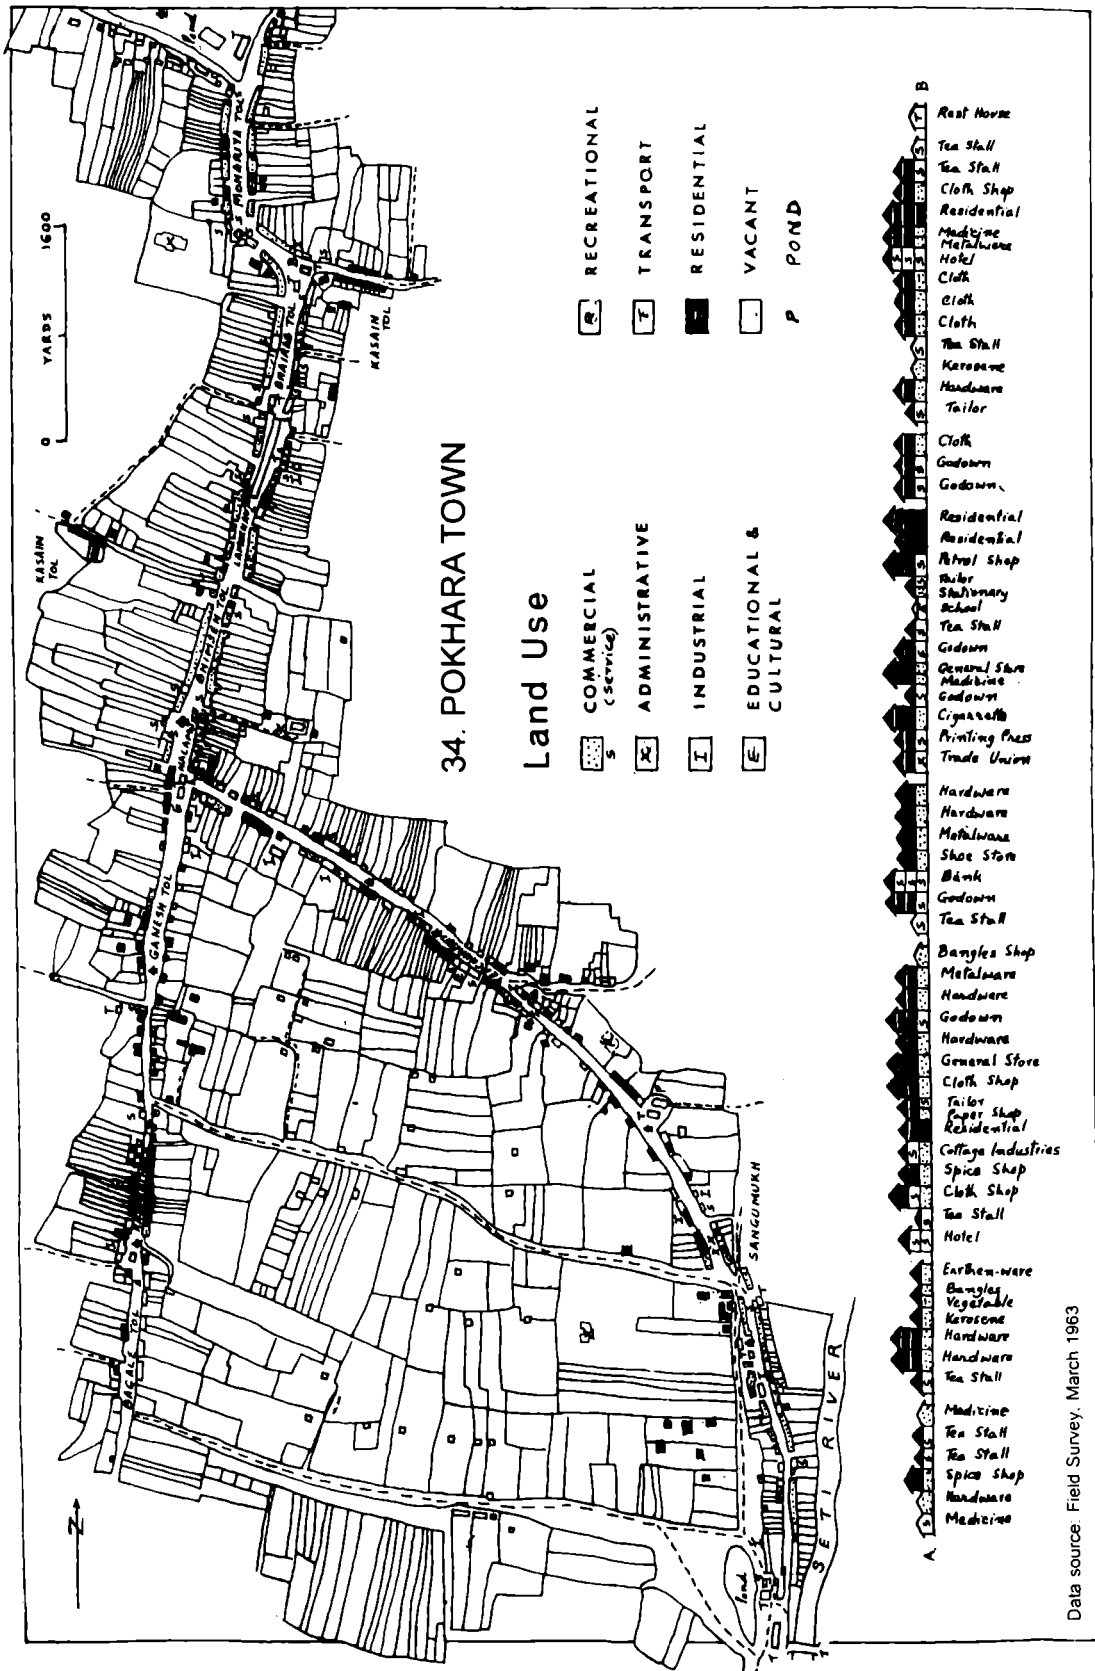 34. POKHARA TOWN
Land Use
COMMERCIAL
(service)
S
ADMINISTRATIVE
INDUSTRIAL
I
EDUCATIONAL &
CULTURAL
E
RECREATIONAL
R
TRANSPORT
T
RESIDENTIAL
VACANT
P POND
0 YARDS 1600
N
BAGALE TOL
GANESH TOL
BHIMSEN TOL
BHAIRAB TOL
MOHARIYA TOL
KASAIN
TOL
KASAIN
TOL
SANGUMUKH
SETI RIVER
Pond
Pond
A
Medicine
Hardware
Spice Shop
Tea Stall
Tea Stall
Medicine
Tea Stall
Hardware
Hardware
Kerosene
Vegetable
Bangles
Earthen-ware
Hotel
Tea Stall
Cloth Shop
Spice Shop
Cottage Industries
Residential
Paper Shop
Tailor
Cloth Shop
General Store
Hardware
Godown
Hardware
Metalware
Bangles Shop
Tea Stall
Godown
Bank
Shoe Store
Metalware
Hardware
Hardware
Trade Union
Printing Press
Cigarrette
Godown
Medicine
General Store
Godown
Tea Stall
School
Stationary
Tailor
Petrol Shop
Residential
Residential
Godown
Godown
Cloth
Tailor
Hardware
Kerosene
Tea Stall
Cloth
Cloth
Cloth
Hotel
Metalware
Medicine
Residential
Cloth Shop
Tea Stall
Tea Stall
Rest House
B
Data source: Field Survey, March 1963